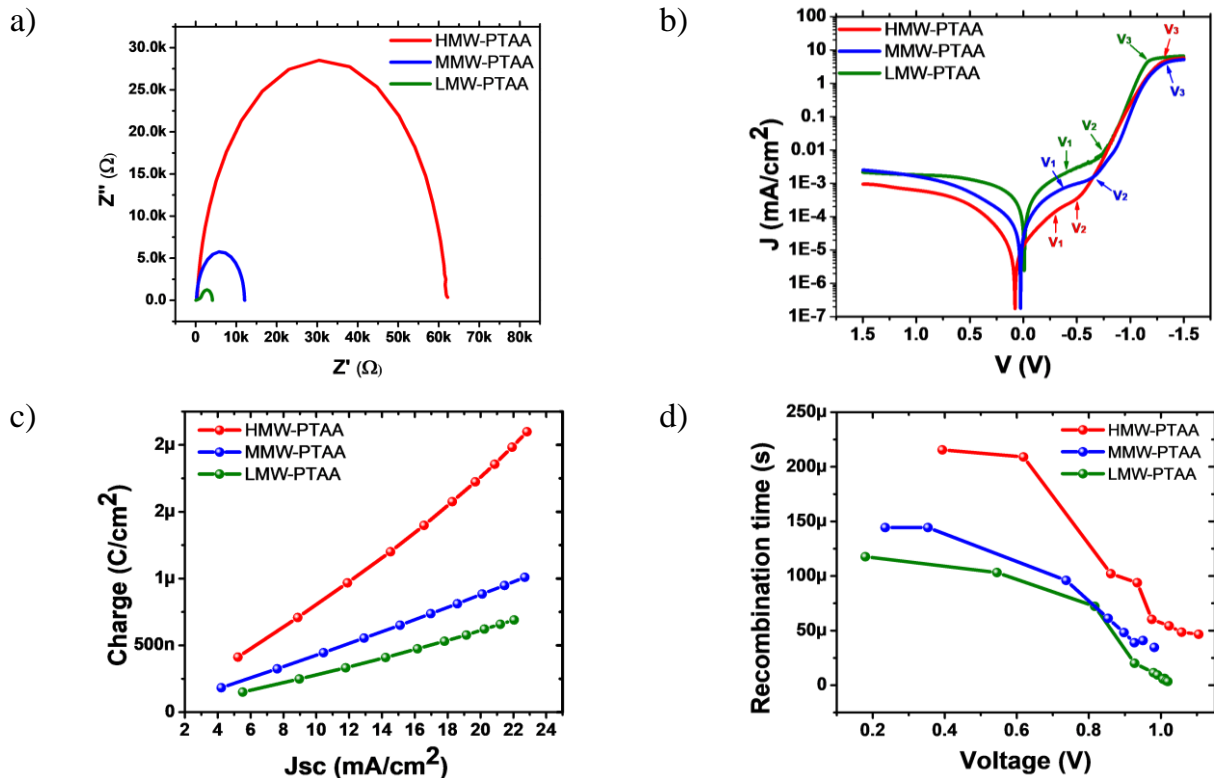 a)
30.0k
25.0k
20.0k
15.0k
10.0k
5.0k
0.0
Z'' (Ω)
HMW-PTAA
MMW-PTAA
LMW-PTAA
0 10k 20k 30k 40k 50k 60k 70k 80k
Z' (Ω)
b)
100
10
1
0.1
0.01
1E-3
1E-4
1E-5
1E-6
1E-7
J (mA/cm²)
HMW-PTAA
MMW-PTAA
LMW-PTAA
V₃
V₃
V₃
V₂
V₁
V₁
V₂
V₁
V₂
1.5 1.0 0.5 0.0 -0.5 -1.0 -1.5
V (V)
c)
2μ
2μ
1μ
500n
0
Charge (C/cm²)
HMW-PTAA
MMW-PTAA
LMW-PTAA
2 4 6 8 10 12 14 16 18 20 22 24
Jsc (mA/cm²)
d)
250μ
200μ
150μ
100μ
50μ
0
Recombination time (s)
HMW-PTAA
MMW-PTAA
LMW-PTAA
0.2 0.4 0.6 0.8 1.0
Voltage (V)